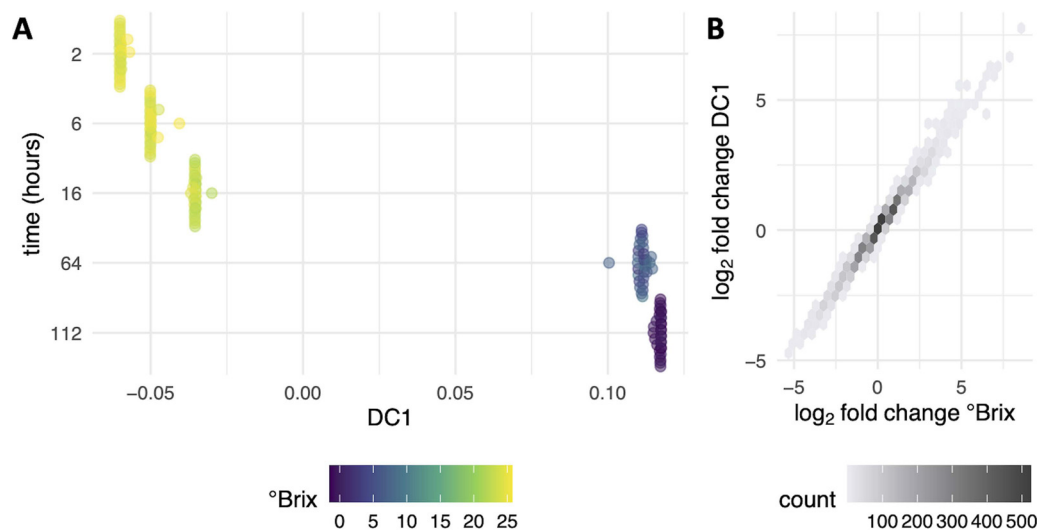 A
B
time (hours)
2
6
16
64
112
−0.05
0.00
0.05
0.10
DC1
°Brix
0 5 10 15 20 25
log₂ fold change DC1
5
0
−5
−5
0
5
log₂ fold change °Brix
count
100 200 300 400 500